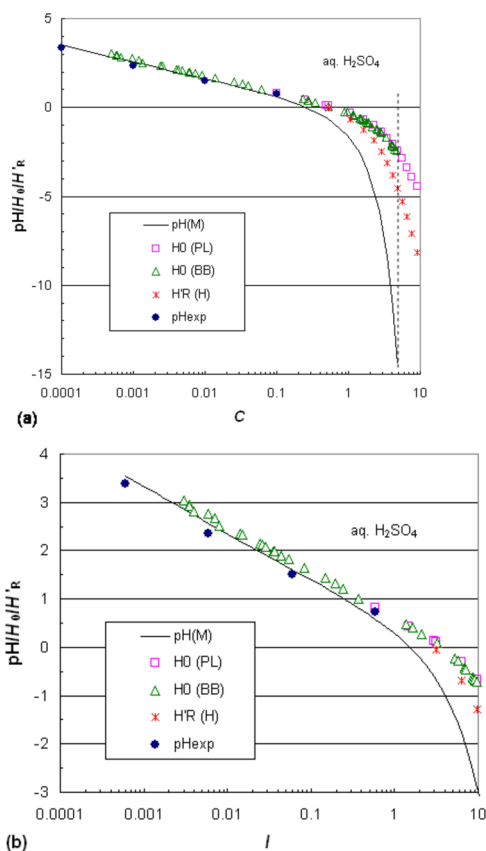 5
aq. H₂SO₄
0
pH/H₀/H'R
-5
pH(M)
H0 (PL)
H0 (BB)
H'R (H)
pHexp
-10
-15
0.0001 0.001 0.01 0.1 1 10
(a) C
4
3
aq. H₂SO₄
2
1
pH/H₀/H'R
0
pH(M)
H0 (PL)
H0 (BB)
H'R (H)
pHexp
-1
-2
-3
0.0001 0.001 0.01 0.1 1 10
(b) I